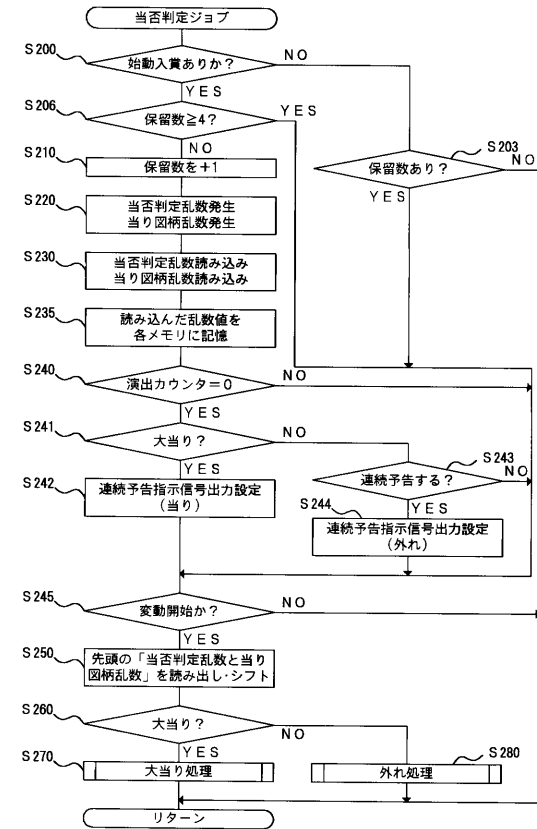 当否判定ジョブ
S200
始動入賞ありか？
NO
YES
S206
保留数≧4？
YES
NO
S203
保留数あり？
NO
YES
S210
保留数を+1
S220
当否判定乱数発生
当り図柄乱数発生
S230
当否判定乱数読み込み
当り図柄乱数読み込み
S235
読み込んだ乱数値を
各メモリに記憶
S240
演出カウンタ＝0
NO
YES
S241
大当り？
NO
YES
S243
連続予告する？
NO
YES
S242
連続予告指示信号出力設定
（当り）
S244
連続予告指示信号出力設定
（外れ）
S245
変動開始か？
NO
YES
S250
先頭の「当否判定乱数と当り
図柄乱数」を読み出し・シフト
S260
大当り？
NO
YES
S270
大当り処理
S280
外れ処理
リターン